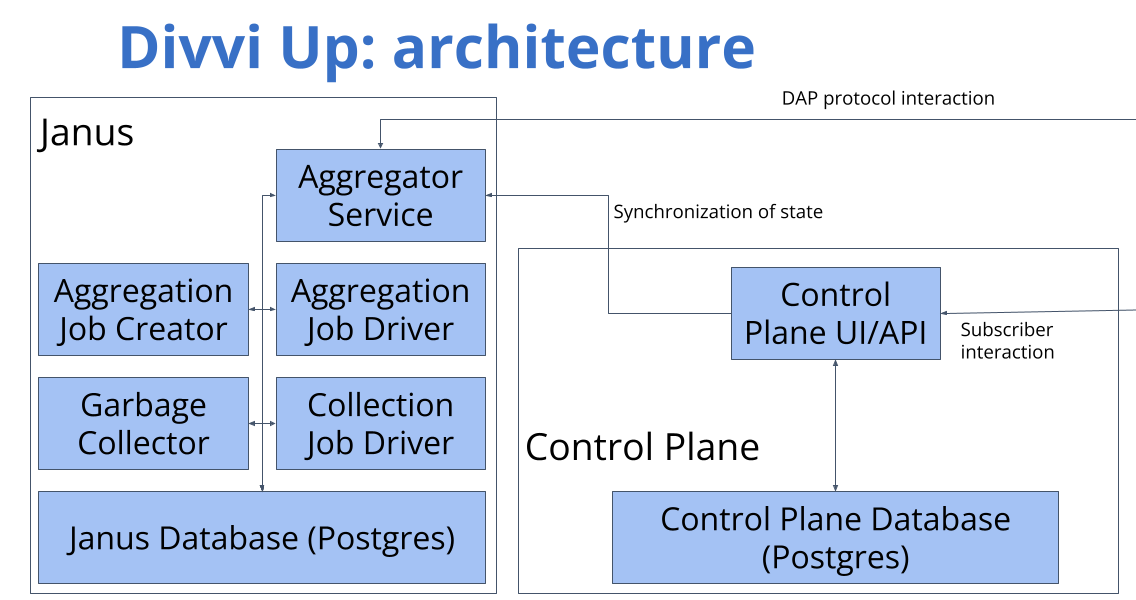 Divvi Up: architecture
DAP protocol interaction
Janus
Aggregator
Service
Synchronization of state
Aggregation
Job Creator
Aggregation
Job Driver
Control
Plane UI/API
Subscriber
interaction
Garbage
Collector
Collection
Job Driver
Control Plane
Janus Database (Postgres)
Control Plane Database
(Postgres)